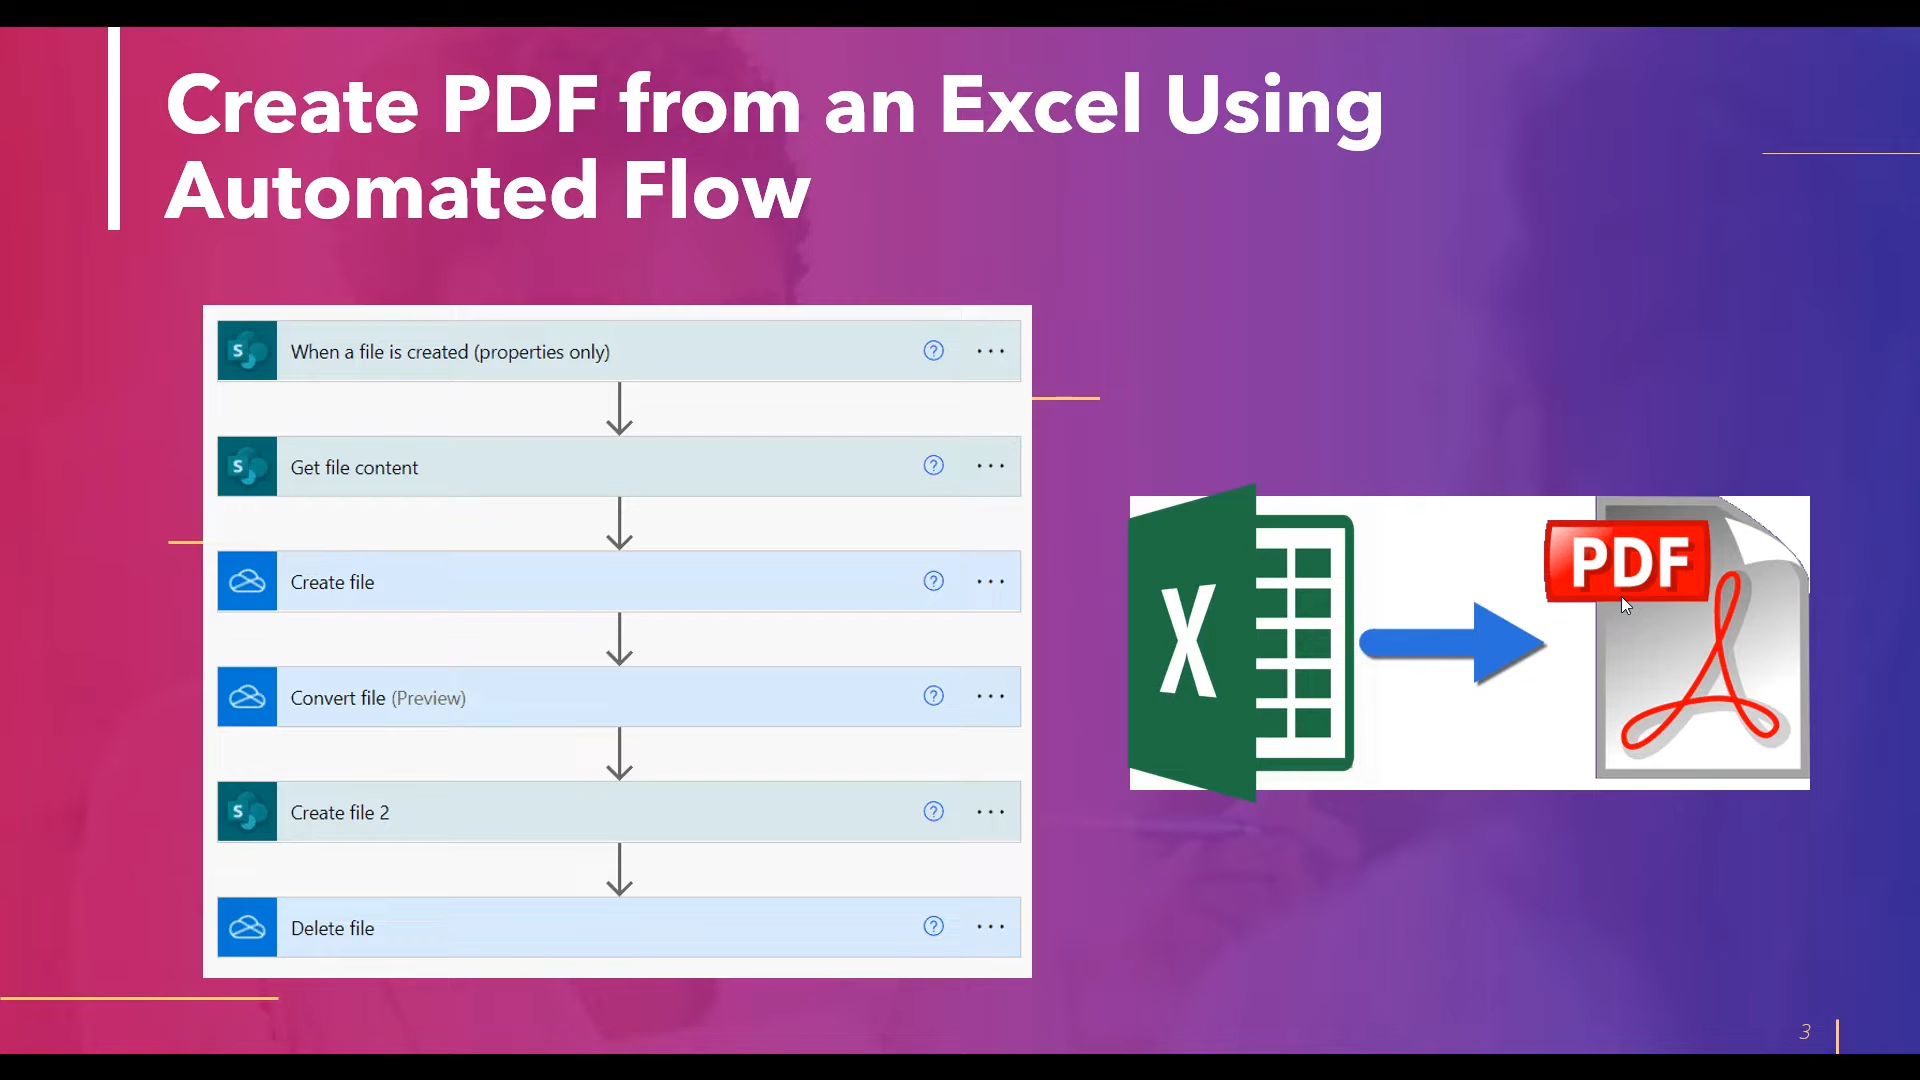 Create PDF from an Excel Using
Automated Flow
S When a file is created (properties only) ? ...
S Get file content ? ...
Create file ? ...
Convert file (Preview) ? ...
S Create file 2 ? ...
Delete file ? ...
X
PDF
3